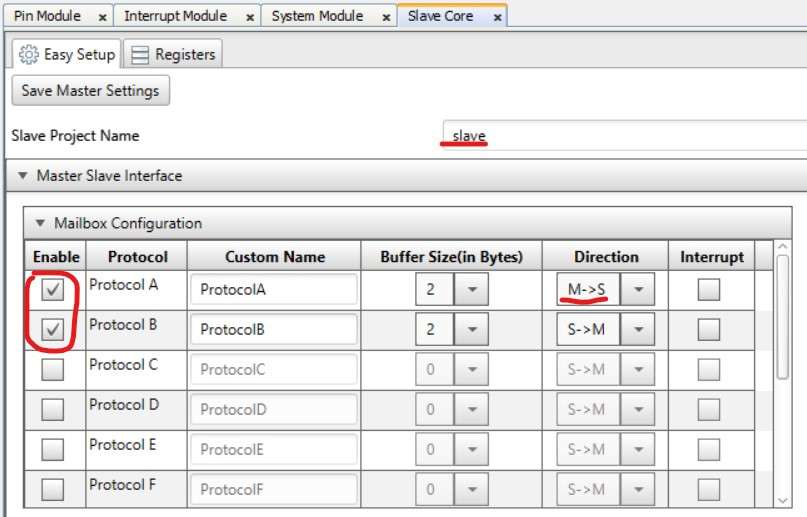 Pin Module x Interrupt Module x System Module x Slave Core x
Easy Setup Registers
Save Master Settings
Slave Project Name slave
Master Slave Interface
Mailbox Configuration
Enable Protocol Custom Name Buffer Size(in Bytes) Direction Interrupt
Protocol A ProtocolA 2 M->S
Protocol B ProtocolB 2 S->M
Protocol C ProtocolC 0 S->M
Protocol D ProtocolD 0 S->M
Protocol E ProtocolE 0 S->M
Protocol F ProtocolF 0 S->M